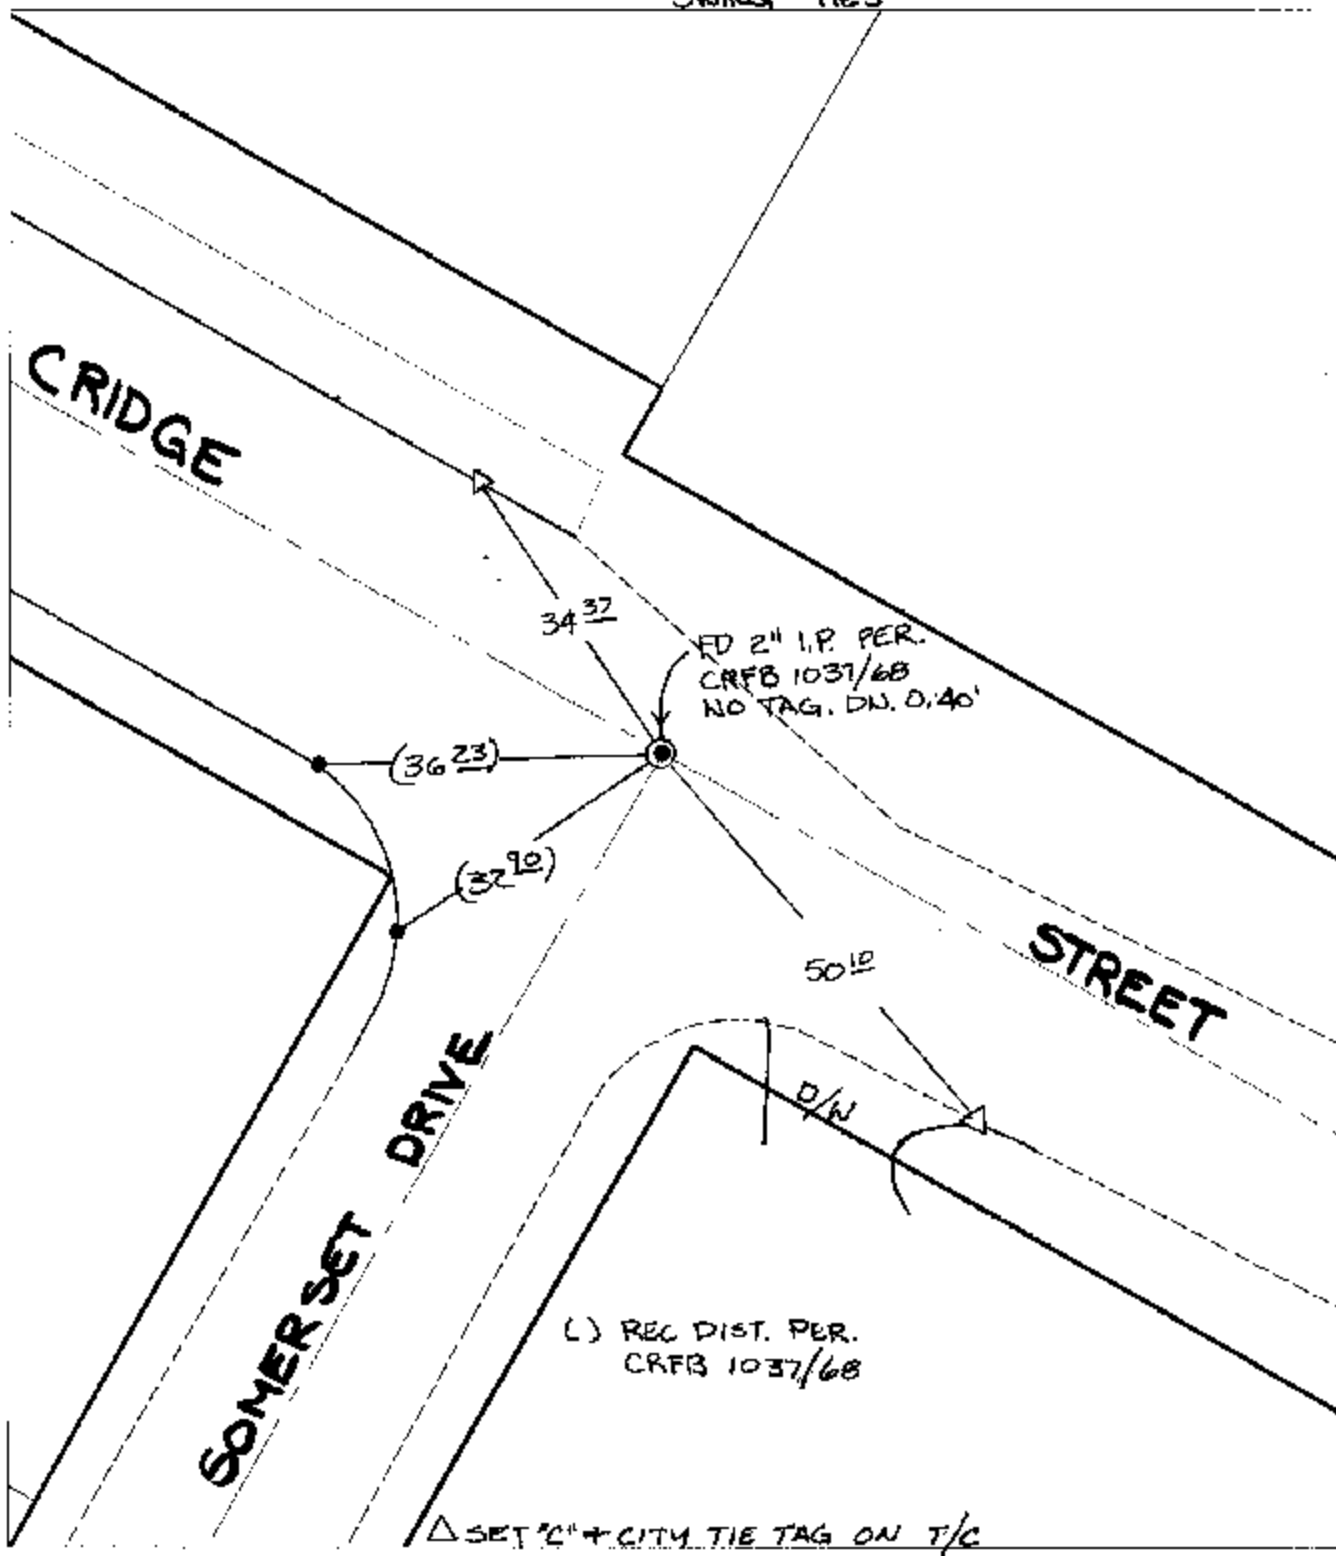 TIES
CRIDGE
34 37
FD 2" I.P. PER.
CRFB 1037/68
NO TAG. DN. 0.40'
(36 23)
(32 90)
50 10
STREET
D/W
SOMERSET DRIVE
( ) REC DIST. PER.
CRFB 1037/68
△ SET "C" + CITY TIE TAG ON T/C